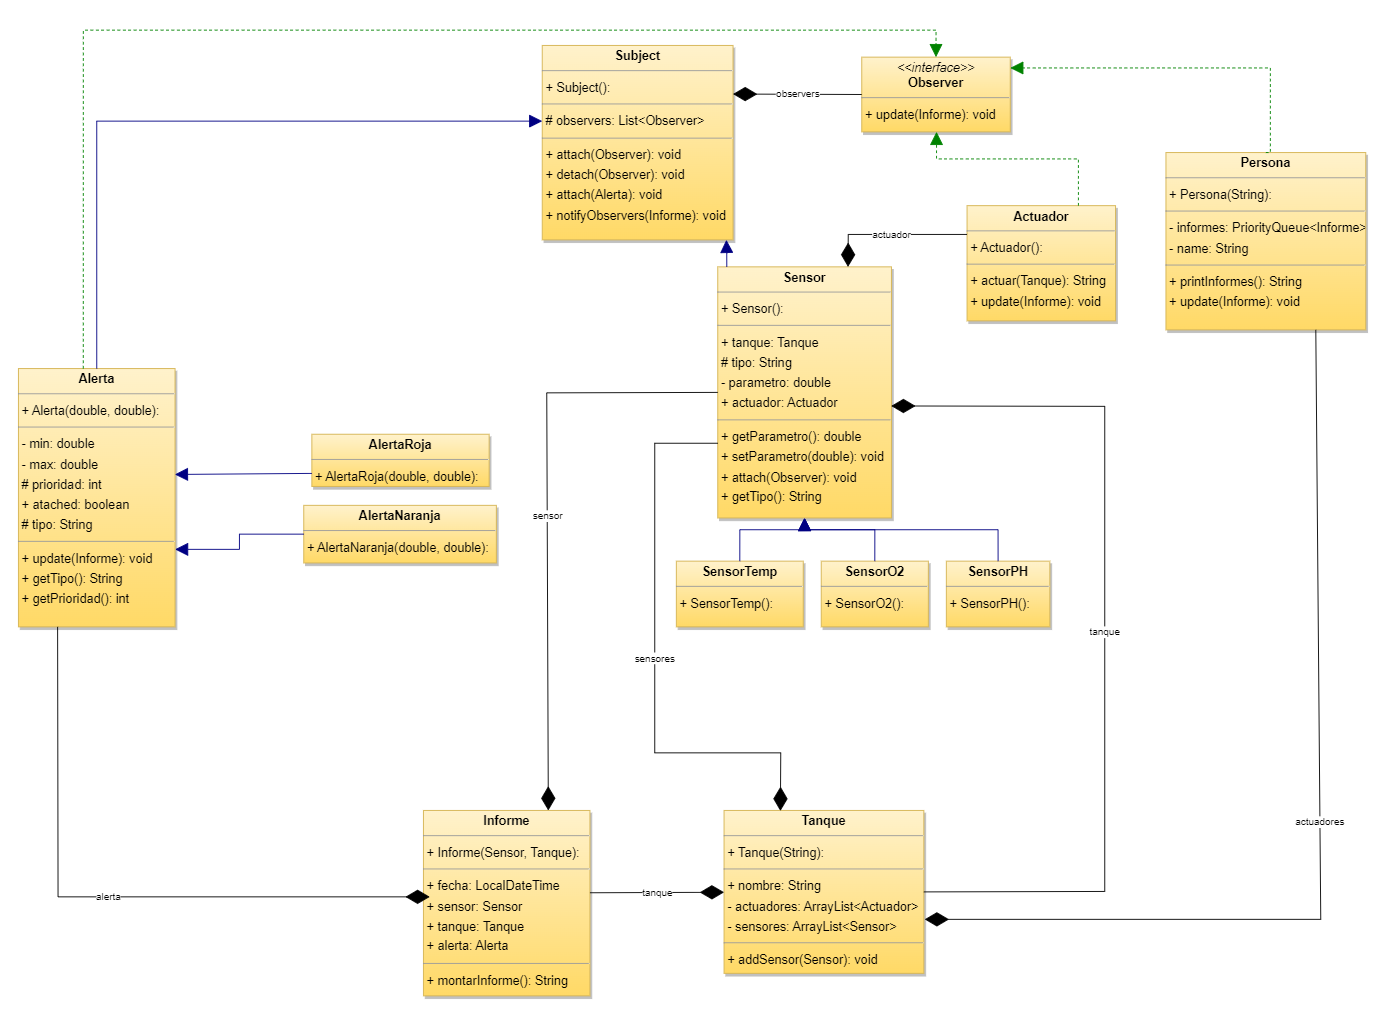 Subject
+ Subject():
# observers: List<Observer>
+ attach(Observer): void
+ detach(Observer): void
+ attach(Alerta): void
+ notifyObservers(Informe): void
observers
<<interface>>
Observer
+ update(Informe): void
Persona
+ Persona(String):
- informes: PriorityQueue<Informe>
- name: String
+ printInformes(): String
+ update(Informe): void
Actuador
+ Actuador():
+ actuar(Tanque): String
+ update(Informe): void
actuador
Sensor
+ Sensor():
+ tanque: Tanque
# tipo: String
- parametro: double
+ actuador: Actuador
+ getParametro(): double
+ setParametro(double): void
+ attach(Observer): void
+ getTipo(): String
Alerta
+ Alerta(double, double):
- min: double
- max: double
# prioridad: int
+ atached: boolean
# tipo: String
+ update(Informe): void
+ getTipo(): String
+ getPrioridad(): int
AlertaRoja
+ AlertaRoja(double, double):
AlertaNaranja
+ AlertaNaranja(double, double):
sensor
SensorTemp
+ SensorTemp():
SensorO2
+ SensorO2():
SensorPH
+ SensorPH():
tanque
sensores
actuadores
Informe
+ Informe(Sensor, Tanque):
+ fecha: LocalDateTime
+ sensor: Sensor
+ tanque: Tanque
+ alerta: Alerta
+ montarInforme(): String
alerta
tanque
Tanque
+ Tanque(String):
+ nombre: String
- actuadores: ArrayList<Actuador>
- sensores: ArrayList<Sensor>
+ addSensor(Sensor): void